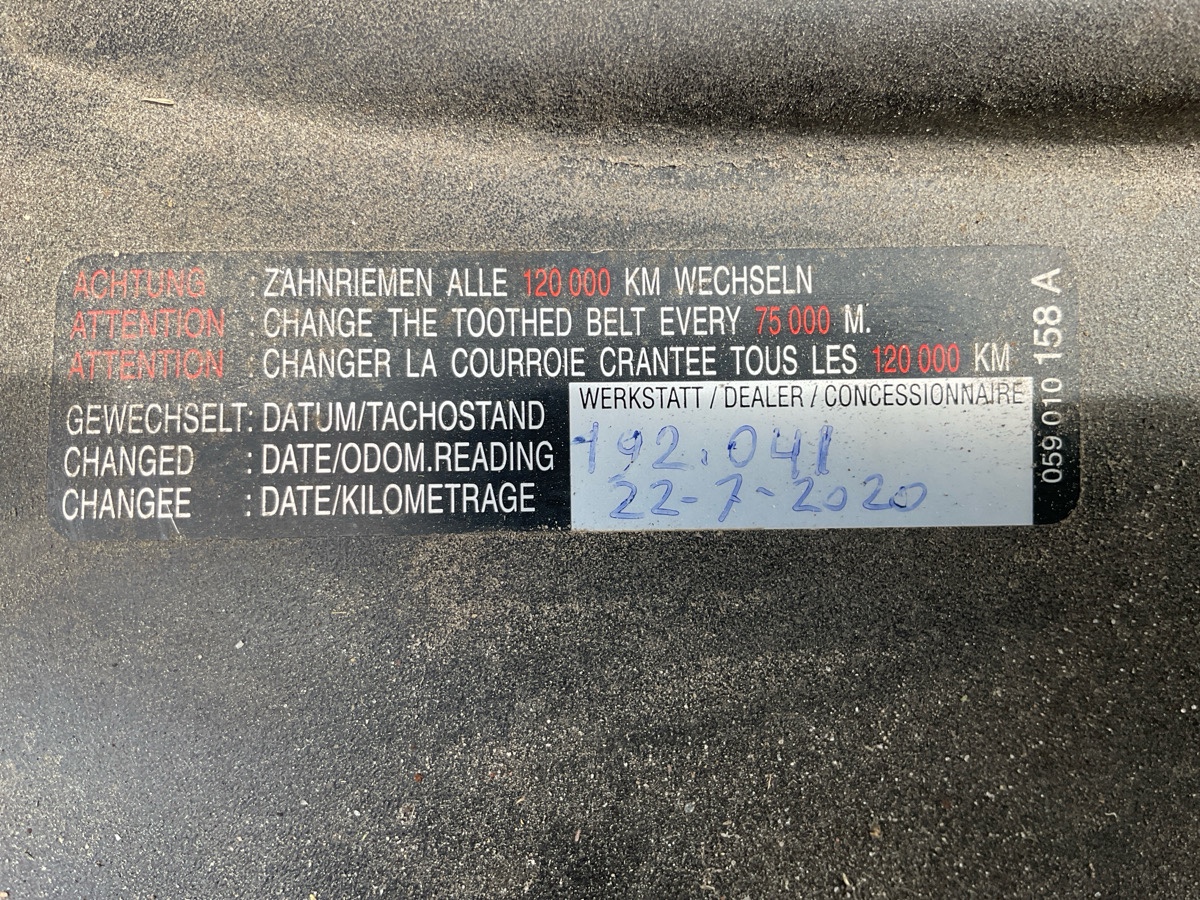 ACHTUNG : ZAHNRIEMEN ALLE 120 000 KM WECHSELN
ATTENTION : CHANGE THE TOOTHED BELT EVERY 75 000 M.
ATTENTION : CHANGER LA COURROIE CRANTEE TOUS LES 120 000 KM
WERKSTATT / DEALER / CONCESSIONNAIRE
GEWECHSELT: DATUM/TACHOSTAND
CHANGED : DATE/ODOM.READING
CHANGEE : DATE/KILOMETRAGE
192.041
22-7-2020
059 010 158 A